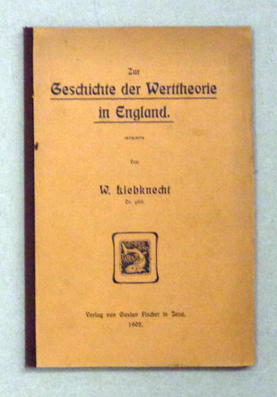 Zur
Geschichte der Werttheorie
in England.
Von
W. Liebknecht
Dr. phil.
Verlag von Gustav Fischer in Jena.
1902.